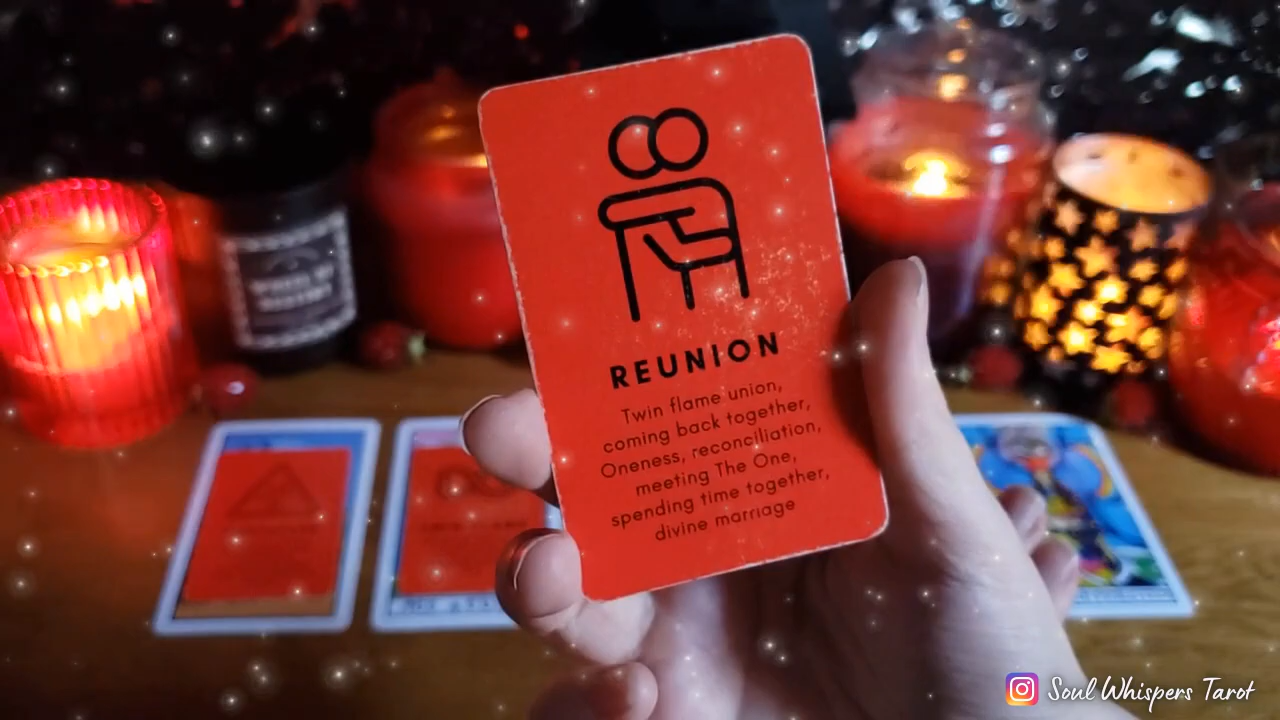 REUNION
Twin flame union,
coming back together,
Oneness, reconciliation,
meeting The One,
spending time together,
divine marriage
Soul Whispers Tarot